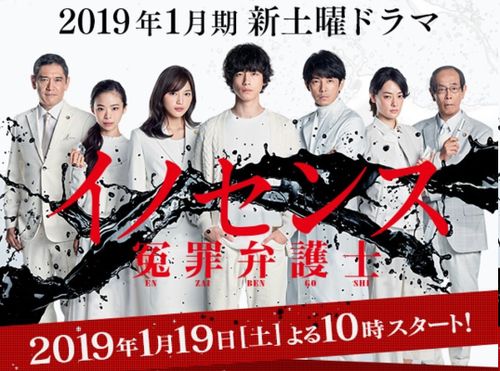 2019年1月期 新土曜ドラマ
イノセンス
冤罪弁護士
EN ZAI BEN GO SHI
2019年1月19日[土]よる10時スタート!